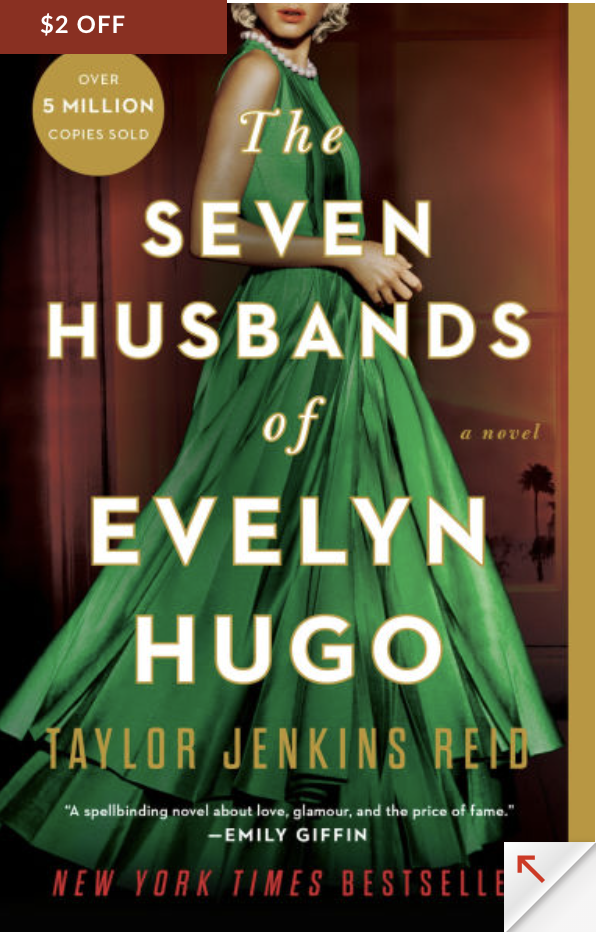 $2 OFF
OVER
5 MILLION
COPIES SOLD
The
SEVEN
HUSBANDS
of
a novel
EVELYN
HUGO
TAYLOR JENKINS REID
"A spellbinding novel about love, glamour, and the price of fame."
—EMILY GIFFIN
NEW YORK TIMES BESTSELLE